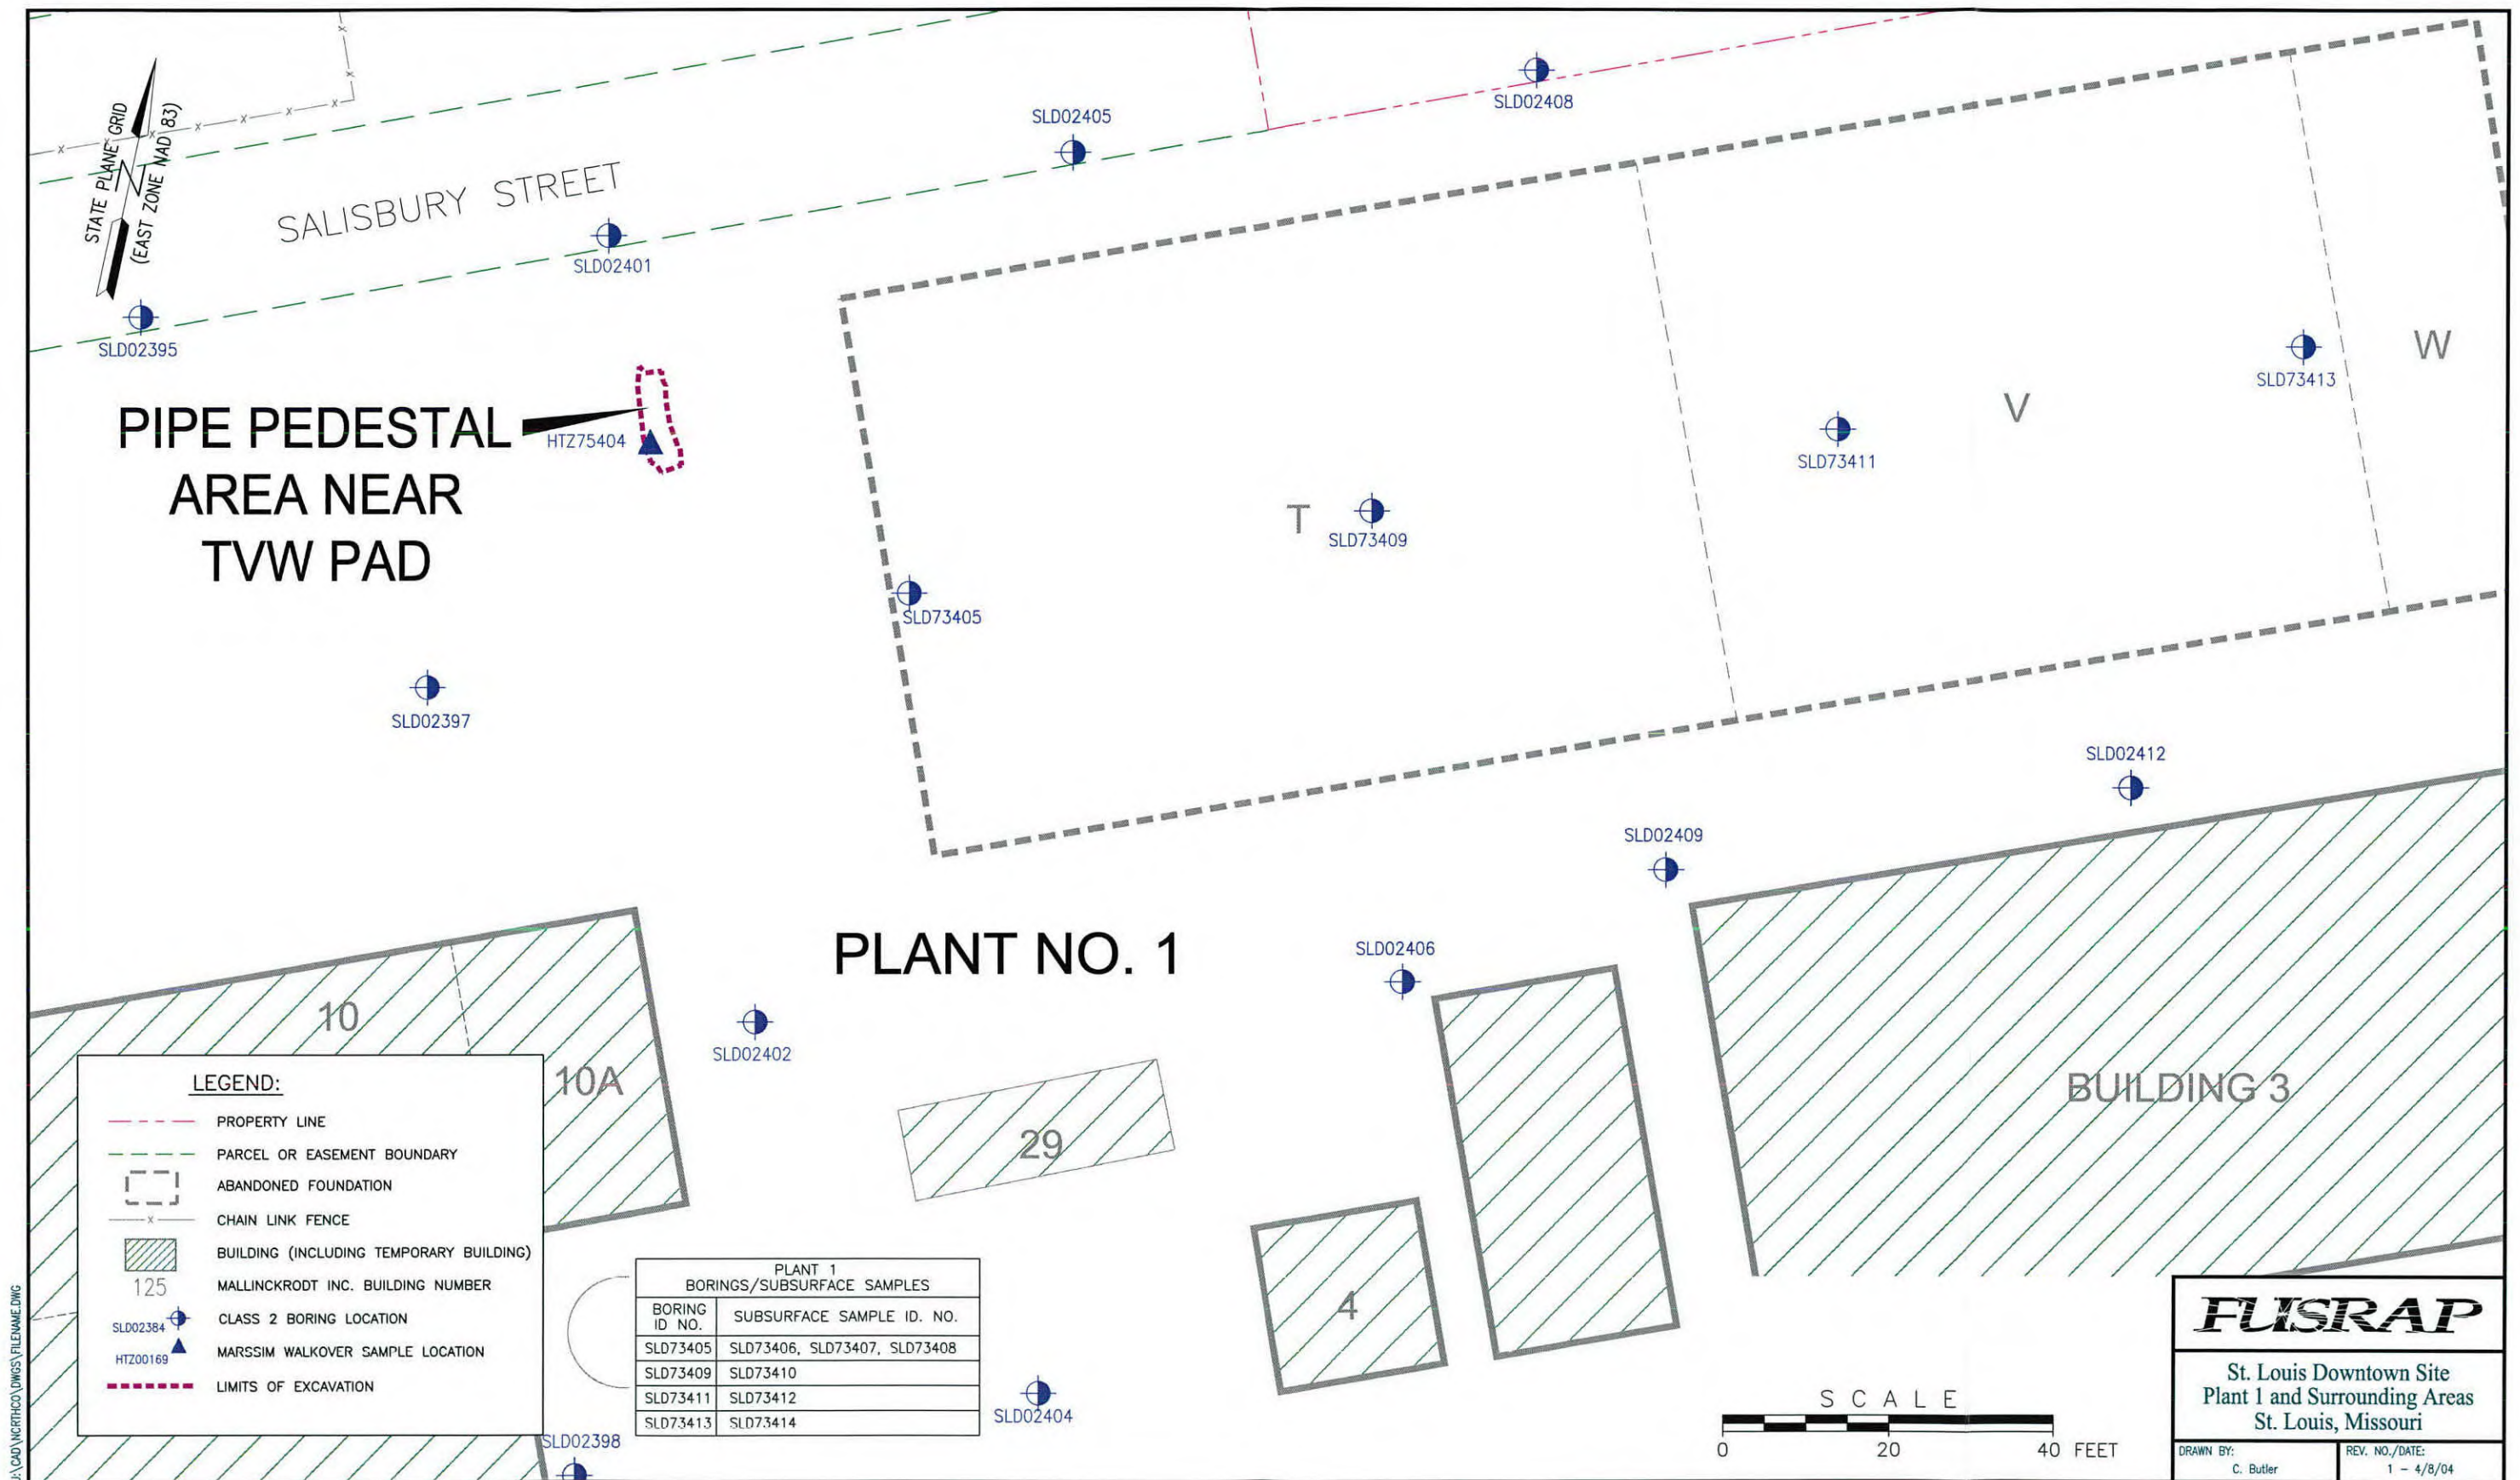 STATE PLANE GRID
N
(EAST ZONE NAD 83)
SALISBURY STREET
SLD02408
SLD02405
SLD02401
SLD02395
PIPE PEDESTAL
AREA NEAR
TVW PAD
HTZ75404
W
SLD73413
V
SLD73411
T
SLD73409
SLD73405
SLD02397
SLD02412
SLD02409
PLANT NO. 1
SLD02406
10
SLD02402
10A
29
BUILDING 3
4
SLD02404
SLD02398
LEGEND:
PROPERTY LINE
PARCEL OR EASEMENT BOUNDARY
ABANDONED FOUNDATION
x CHAIN LINK FENCE
BUILDING (INCLUDING TEMPORARY BUILDING)
125 MALLINCKRODT INC. BUILDING NUMBER
SLD02384 CLASS 2 BORING LOCATION
HTZ00169 MARSSIM WALKOVER SAMPLE LOCATION
LIMITS OF EXCAVATION
PLANT 1
BORINGS/SUBSURFACE SAMPLES
BORING ID NO. SUBSURFACE SAMPLE ID. NO.
SLD73405 SLD73406, SLD73407, SLD73408
SLD73409 SLD73410
SLD73411 SLD73412
SLD73413 SLD73414
SCALE
0 20 40 FEET
FUSRAP
St. Louis Downtown Site
Plant 1 and Surrounding Areas
St. Louis, Missouri
DRAWN BY: REV. NO./DATE:
C. Butler 1 - 4/8/04
\CAD\NORTHCO\DWGS\FILENAME.DWG